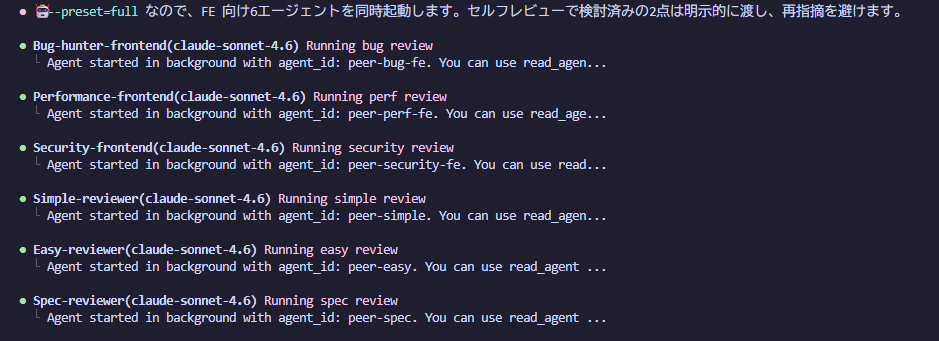 --preset=full なので、FE 向け6エージェントを同時起動します。セルフレビューで検討済みの2点は明示的に渡し、再指摘を避けます。
Bug-hunter-frontend(claude-sonnet-4.6) Running bug review
Agent started in background with agent_id: peer-bug-fe. You can use read_agen...
Performance-frontend(claude-sonnet-4.6) Running perf review
Agent started in background with agent_id: peer-perf-fe. You can use read_age...
Security-frontend(claude-sonnet-4.6) Running security review
Agent started in background with agent_id: peer-security-fe. You can use read...
Simple-reviewer(claude-sonnet-4.6) Running simple review
Agent started in background with agent_id: peer-simple. You can use read_agen...
Easy-reviewer(claude-sonnet-4.6) Running easy review
Agent started in background with agent_id: peer-easy. You can use read_agent ...
Spec-reviewer(claude-sonnet-4.6) Running spec review
Agent started in background with agent_id: peer-spec. You can use read_agent ...